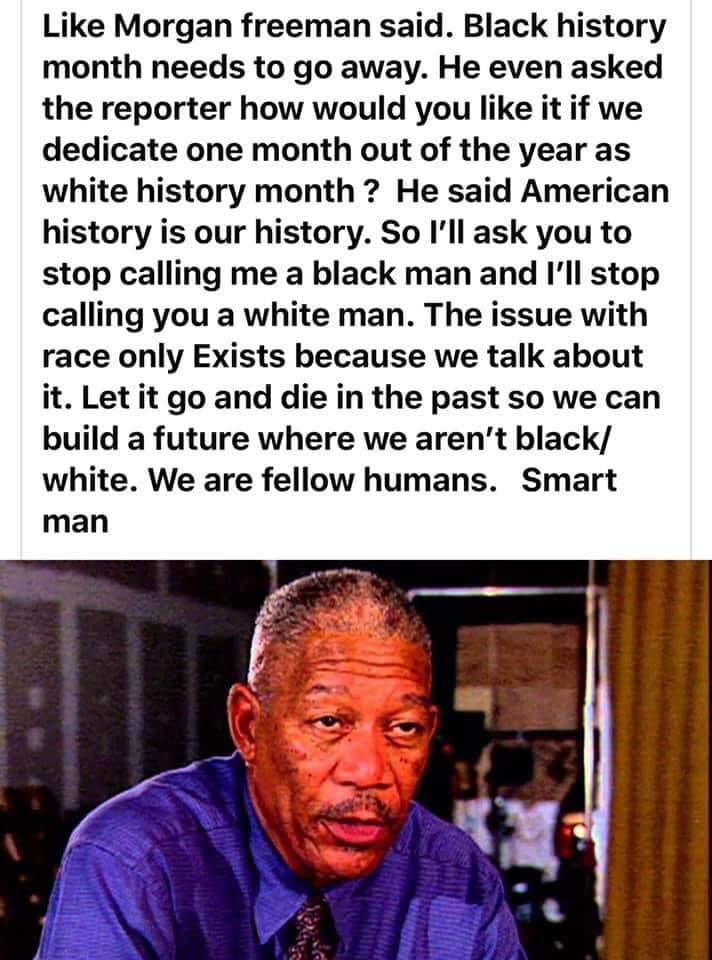 Like Morgan freeman said. Black history
month needs to go away. He even asked
the reporter how would you like it if we
dedicate one month out of the year as
white history month ? He said American
history is our history. So I’ll ask you to
stop calling me a black man and I’ll stop
calling you a white man. The issue with
race only Exists because we talk about
it. Let it go and die in the past so we can
build a future where we aren’t black/
white. We are fellow humans. Smart
man